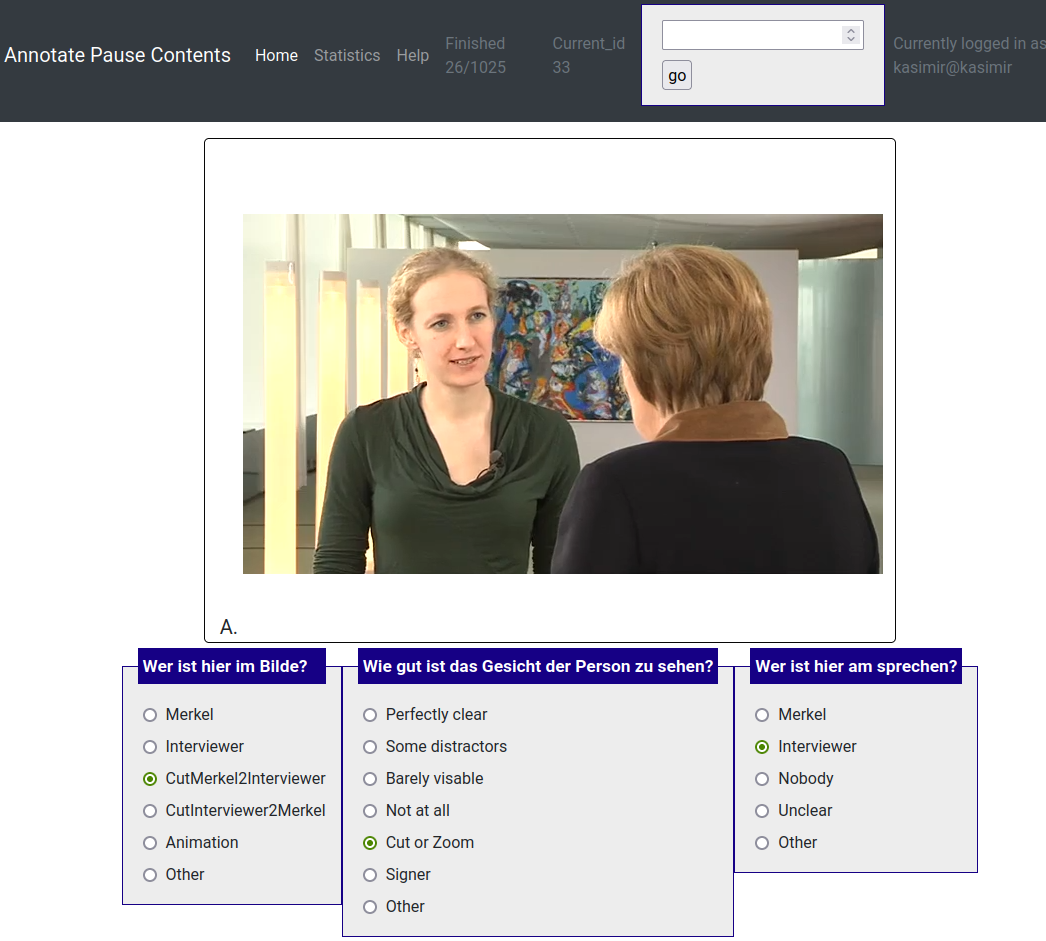 Annotate Pause Contents
Home
Statistics
Help
Finished
26/1025
Current_id
33
go
Currently logged in as
kasimir@kasimir
A.
Wer ist hier im Bilde?
Merkel
Interviewer
CutMerkel2Interviewer
CutInterviewer2Merkel
Animation
Other
Wie gut ist das Gesicht der Person zu sehen?
Perfectly clear
Some distractors
Barely visable
Not at all
Cut or Zoom
Signer
Other
Wer ist hier am sprechen?
Merkel
Interviewer
Nobody
Unclear
Other